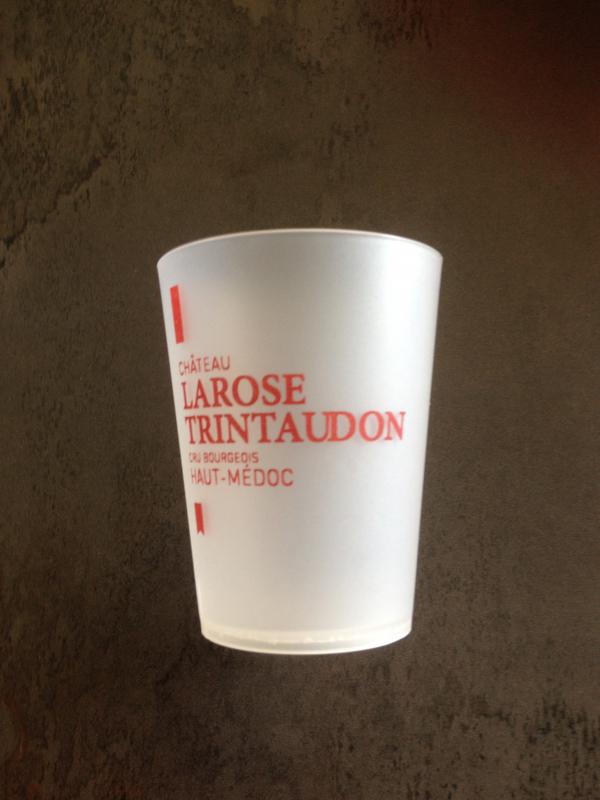 CHÂTEAU
LAROSE
TRINTAUDON
CRU BOURGEOIS
HAUT-MÉDOC